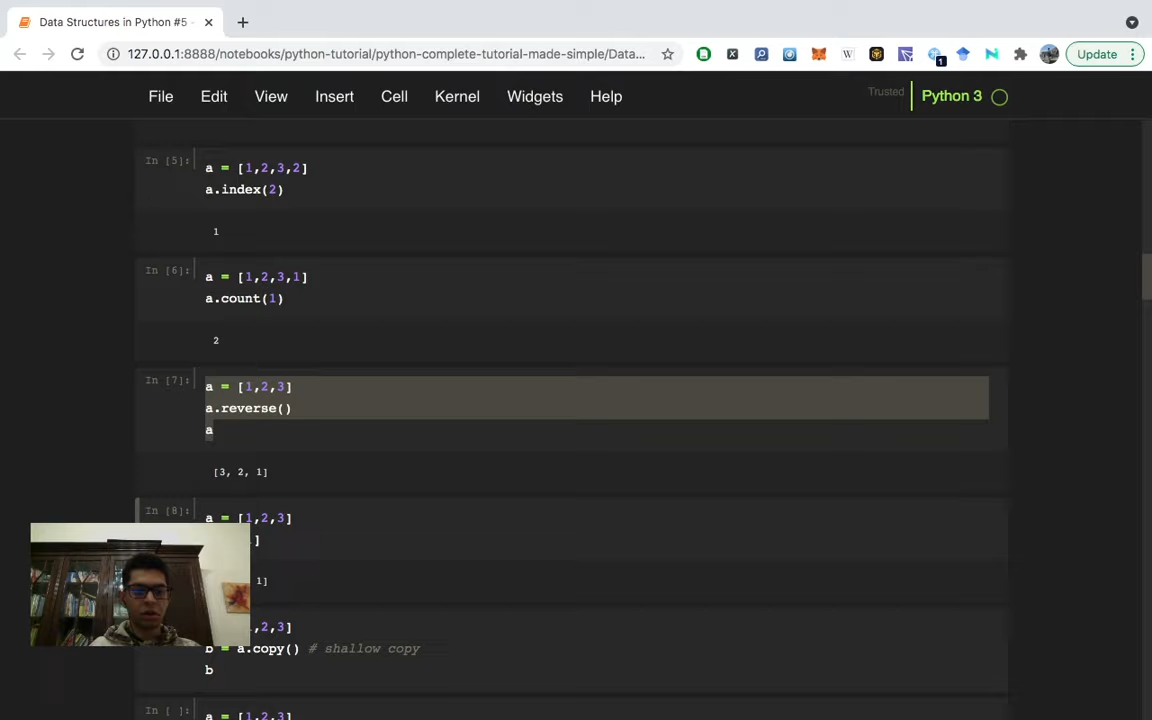 Data Structures in Python #5 -
127.0.0.1:8888/notebooks/python-tutorial/python-complete-tutorial-made-simple/Data...
Update
File Edit View Insert Cell Kernel Widgets Help
Trusted
Python 3
In [5]:
a = [1,2,3,2]
a.index(2)
1
In [6]:
a = [1,2,3,1]
a.count(1)
2
In [7]:
a = [1,2,3]
a.reverse()
a
[3, 2, 1]
In [8]:
a = [1,2,3]
]
1]
,2,3]
b = a.copy() # shallow copy
b
In [ ]:
a = [1,2,3]